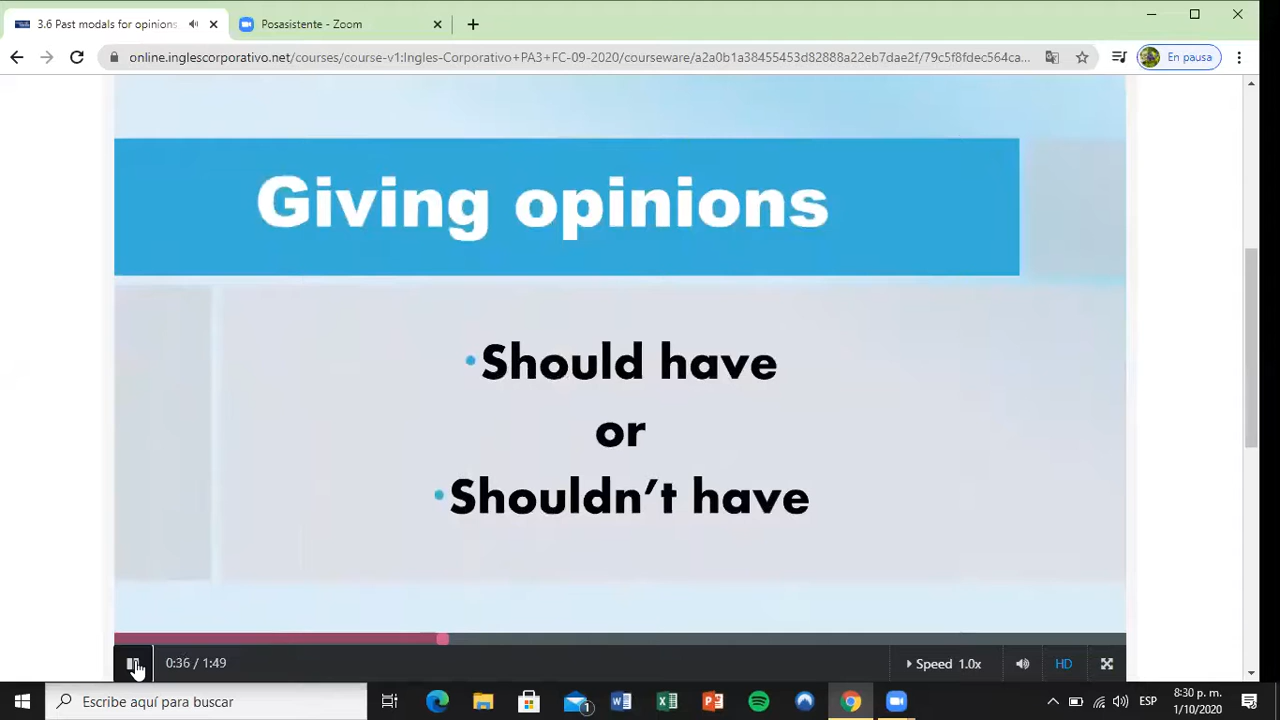 3.6 Past modals for opinions
Posasistente - Zoom
online.inglescorporativo.net/courses/course-v1:Ingles-Corporativo+PA3+FC-09-2020/courseware/a2a0b1a38455453d82888a22eb7dae2f/79c5f8fdec564ca...
En pausa
Giving opinions
•Should have
or
•Shouldn't have
0:36 / 1:49
Speed 1.0x
HD
Escribe aquí para buscar
1
ESP
8:30 p. m.
1/10/2020